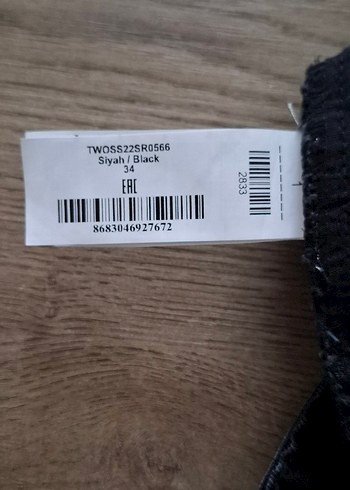 TWOSS22SR0566
Siyah / Black
34
EAC
8683046927672
2833